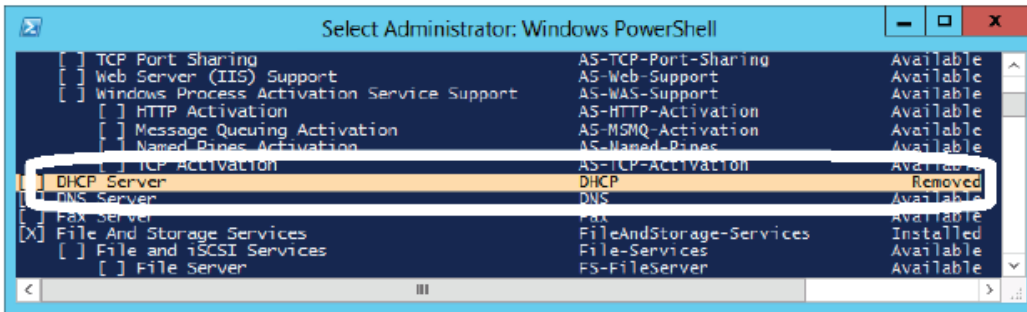 Select Administrator: Windows PowerShell
[ ] TCP Port Sharing AS-TCP-Port-Sharing Available
[ ] Web Server (IIS) Support AS-Web-Support Available
[ ] Windows Process Activation Service Support AS-WAS-Support Available
[ ] HTTP Activation AS-HTTP-Activation Available
[ ] Message Queuing Activation AS-MSMQ-Activation Available
[ ] Named Pipes Activation AS-Named-Pipes Available
[ ] TCP Activation AS-TCP-Activation Available
[ ] DHCP Server DHCP Removed
[ ] DNS Server DNS Available
[ ] Fax Server Fax Available
[X] File And Storage Services FileAndStorage-Services Installed
[ ] File and iSCSI Services File-Services Available
[ ] File Server FS-FileServer Available